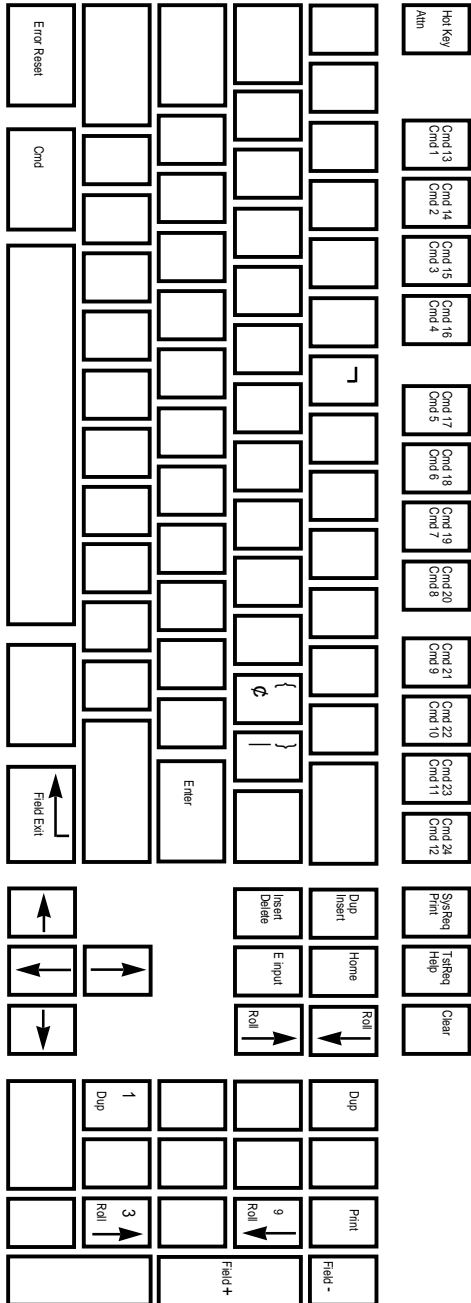 Hot Key
Attn
Cmd 13
Cmd 1
Cmd 14
Cmd 2
Cmd 15
Cmd 3
Cmd 16
Cmd 4
Cmd 17
Cmd 5
Cmd 18
Cmd 6
Cmd 19
Cmd 7
Cmd 20
Cmd 8
Cmd 21
Cmd 9
Cmd 22
Cmd 10
Cmd 23
Cmd 11
Cmd 24
Cmd 12
SysReq
Print
TstReq
Help
Clear
¬
Dup
Insert
Home
Roll
Dup
Print
Field -
{
¢
}
|
Insert
Delete
E input
Roll
9
Roll
Enter
Field +
1
Dup
3
Roll
Error Reset
Cmd
Field Exit